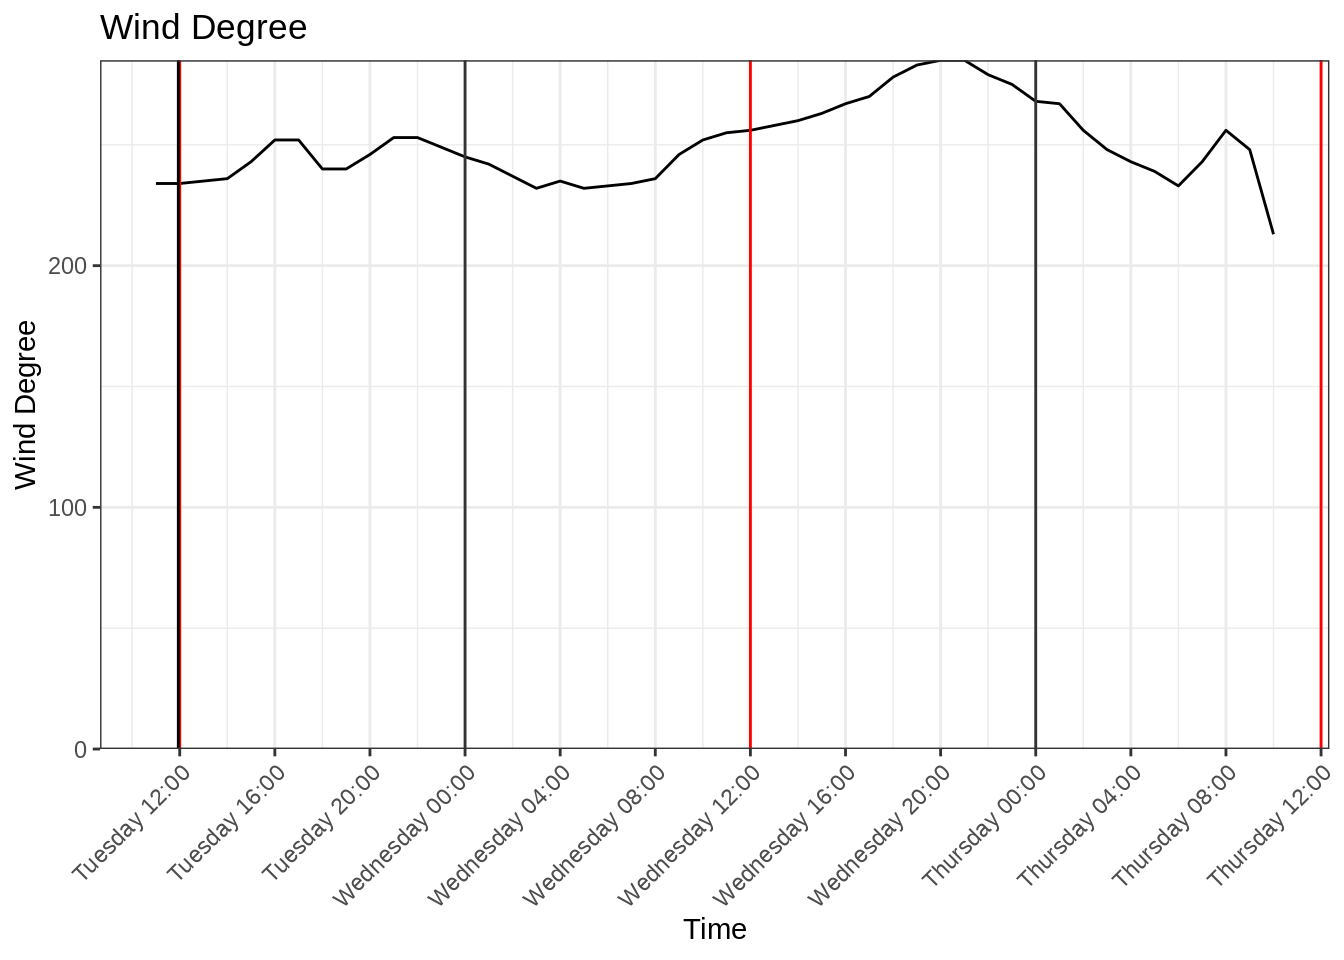 Wind Degree
Wind Degree
200
100
0
Tuesday 12:00
Tuesday 16:00
Tuesday 20:00
Wednesday 00:00
Wednesday 04:00
Wednesday 08:00
Wednesday 12:00
Wednesday 16:00
Wednesday 20:00
Thursday 00:00
Thursday 04:00
Thursday 08:00
Thursday 12:00
Time